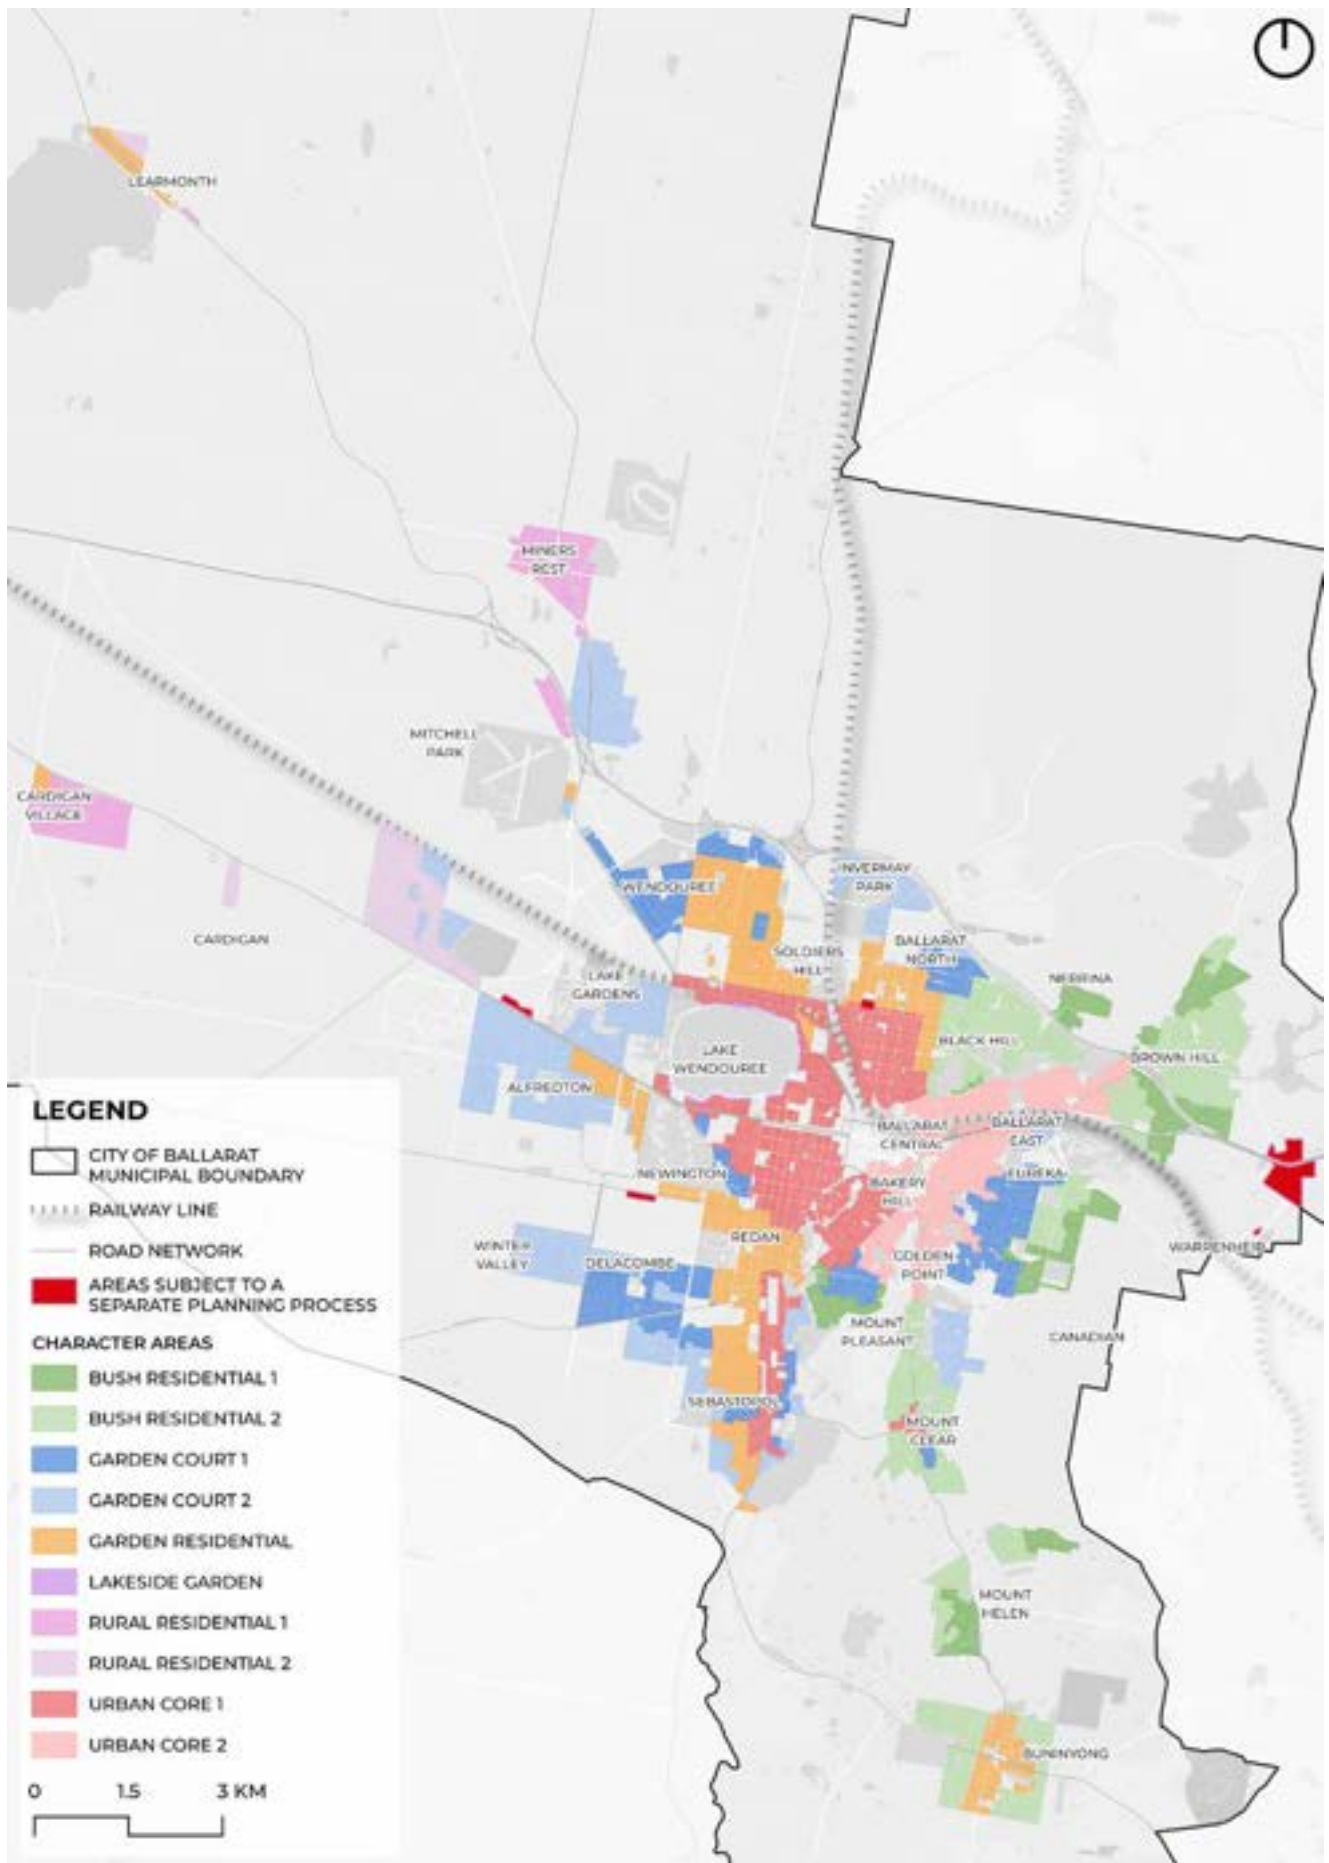 LEARMONTH
MINERS
REST
MITCHELL
PARK
CARDIGAN
VILLAGE
CARDIGAN
WENDOUREE
INVERMAY
PARK
SOLDIERS
HILL
BALLARAT
NORTH
LAKE
GARDENS
NERRINA
LAKE
WENDOUREE
BLACK HILL
BROWN HILL
ALFREDTON
BALLARAT
CENTRAL
BALLARAT
EAST
NEWINGTON
BAKERY
HILL
EUREKA
REDAN
WINTER
VALLEY
DELACOMBE
GOLDEN
POINT
WARRENHEIP
MOUNT
PLEASANT
CANADIAN
SEBASTOPOL
MOUNT
CLEAR
MOUNT
HELEN
BUNINYONG
LEGEND
CITY OF BALLARAT
MUNICIPAL BOUNDARY
RAILWAY LINE
ROAD NETWORK
AREAS SUBJECT TO A
SEPARATE PLANNING PROCESS
CHARACTER AREAS
BUSH RESIDENTIAL 1
BUSH RESIDENTIAL 2
GARDEN COURT 1
GARDEN COURT 2
GARDEN RESIDENTIAL
LAKESIDE GARDEN
RURAL RESIDENTIAL 1
RURAL RESIDENTIAL 2
URBAN CORE 1
URBAN CORE 2
0 1.5 3 KM